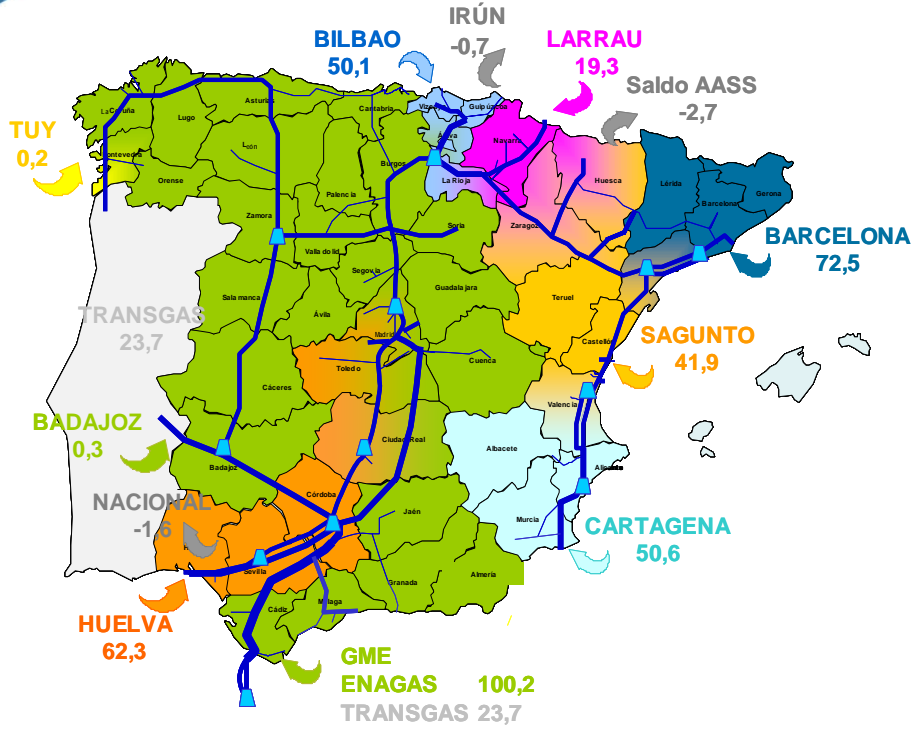 IRÚN
-0,7
BILBAO
50,1
LARRAU
19,3
Saldo AASS
-2,7
TUY
0,2
La Coruña
Lugo
Asturias
Cantabria
Vizcaya
Guipúzcoa
Álava
Navarra
Pontevedra
Orense
León
Burgos
Palencia
La Rioja
Huesca
Lérida
Gerona
Barcelona
Zamora
Valladolid
Soria
Zaragoza
BARCELONA
72,5
Segovia
Salamanca
Ávila
Guadalajara
Teruel
TRANSGAS
23,7
Madrid
Castellón
SAGUNTO
41,9
Toledo
Cuenca
Cáceres
Valencia
BADAJOZ
0,3
Badajoz
Ciudad Real
Albacete
Alicante
NACIONAL
-1,6
Córdoba
Jaén
Murcia
CARTAGENA
50,6
H
Sevilla
Granada
Almería
Cádiz
Málaga
HUELVA
62,3
GME
ENAGAS 100,2
TRANSGAS 23,7